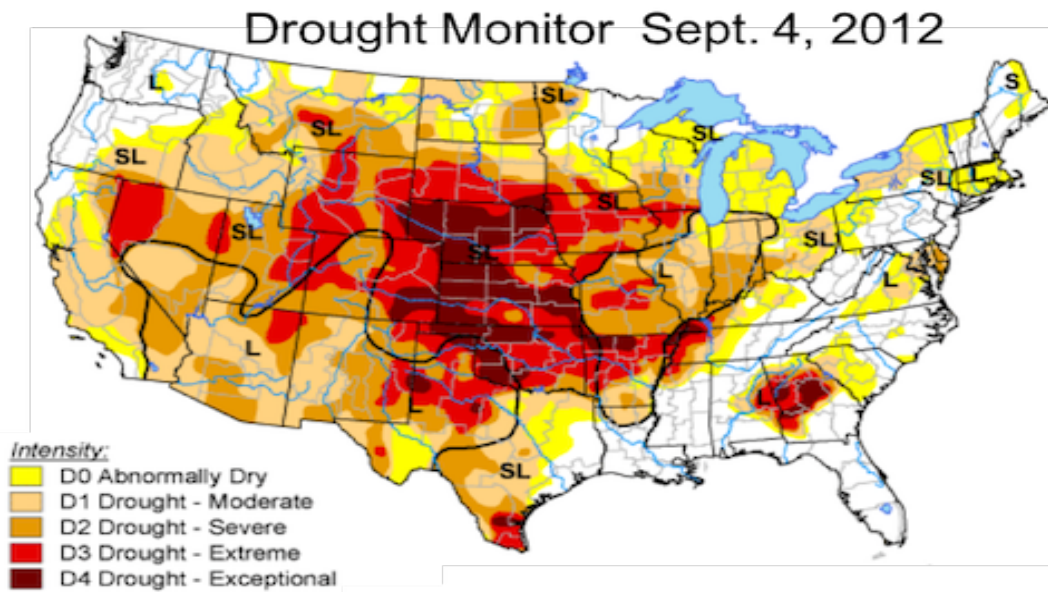 Drought Monitor Sept. 4, 2012
L
S
SL
SL
SL
SL
SL
L
SL
SL
SL
SL
L
L
L
L
L
SL
Intensity:
D0 Abnormally Dry
D1 Drought - Moderate
D2 Drought - Severe
D3 Drought - Extreme
D4 Drought - Exceptional